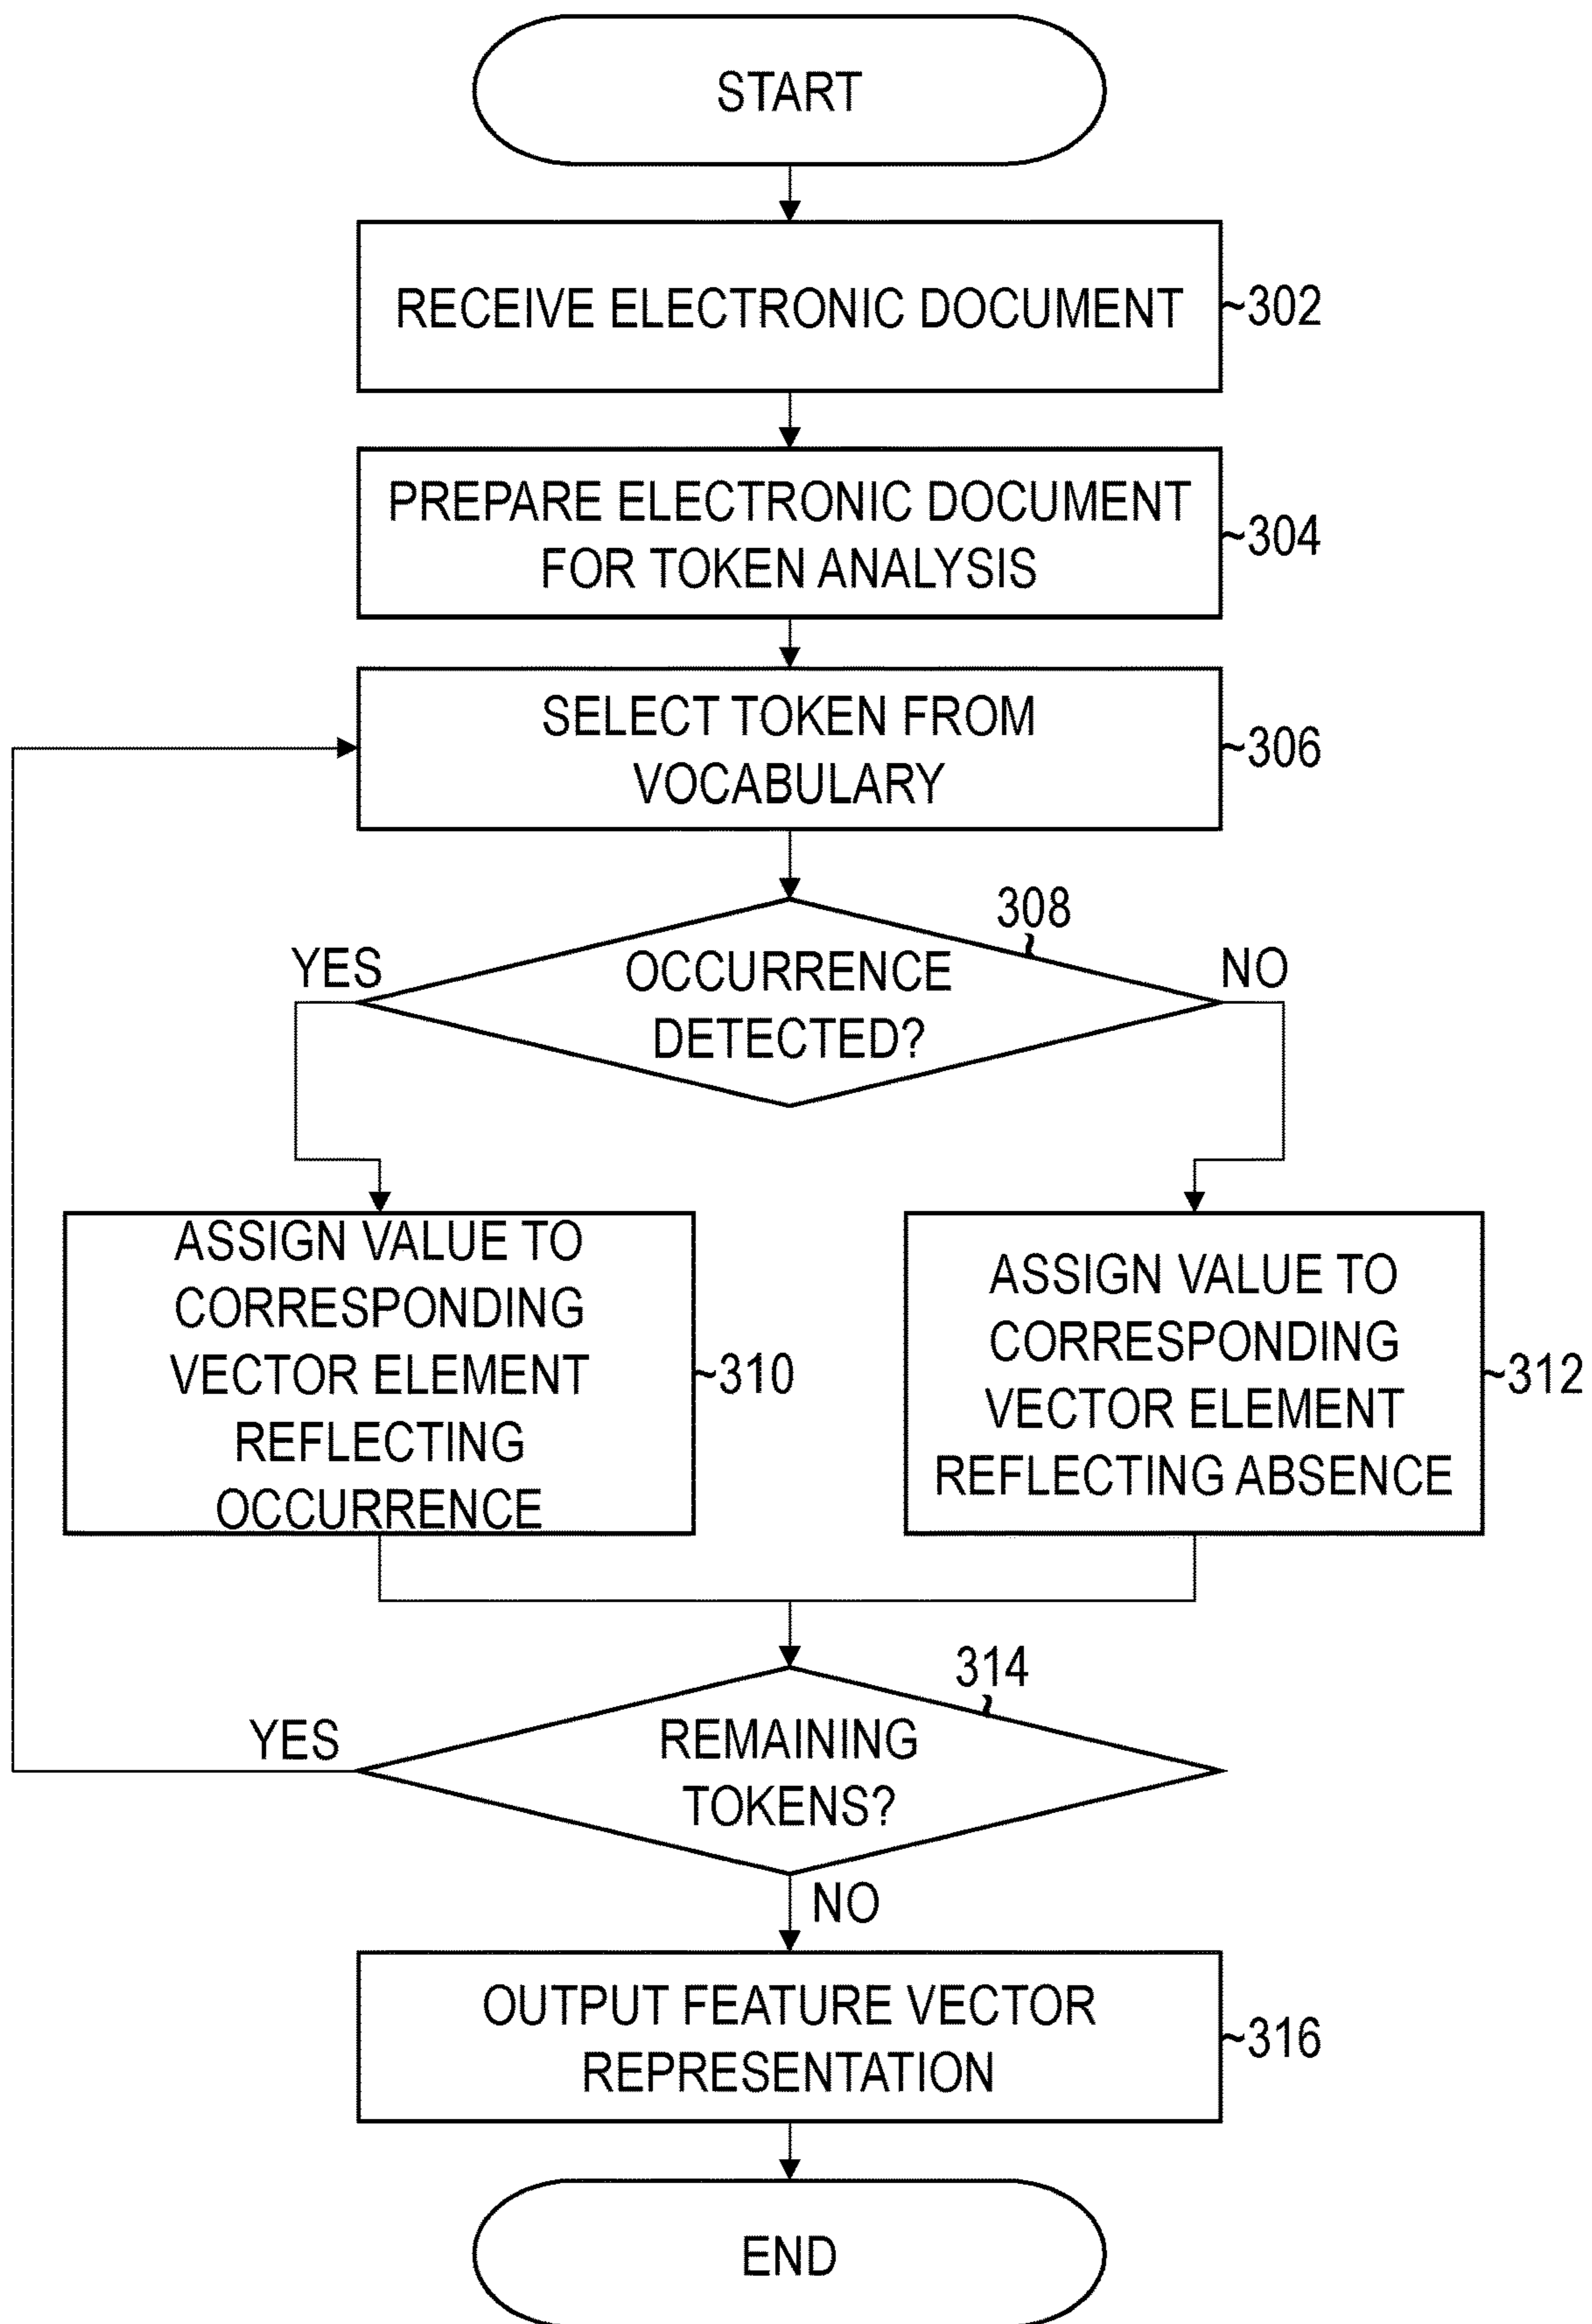 START
RECEIVE ELECTRONIC DOCUMENT
~302
PREPARE ELECTRONIC DOCUMENT
FOR TOKEN ANALYSIS
~304
SELECT TOKEN FROM
VOCABULARY
~306
308
YES
OCCURRENCE
DETECTED?
NO
ASSIGN VALUE TO
CORRESPONDING
VECTOR ELEMENT
REFLECTING
OCCURRENCE
~310
ASSIGN VALUE TO
CORRESPONDING
VECTOR ELEMENT
REFLECTING ABSENCE
~312
314
YES
REMAINING
TOKENS?
NO
OUTPUT FEATURE VECTOR
REPRESENTATION
~316
END